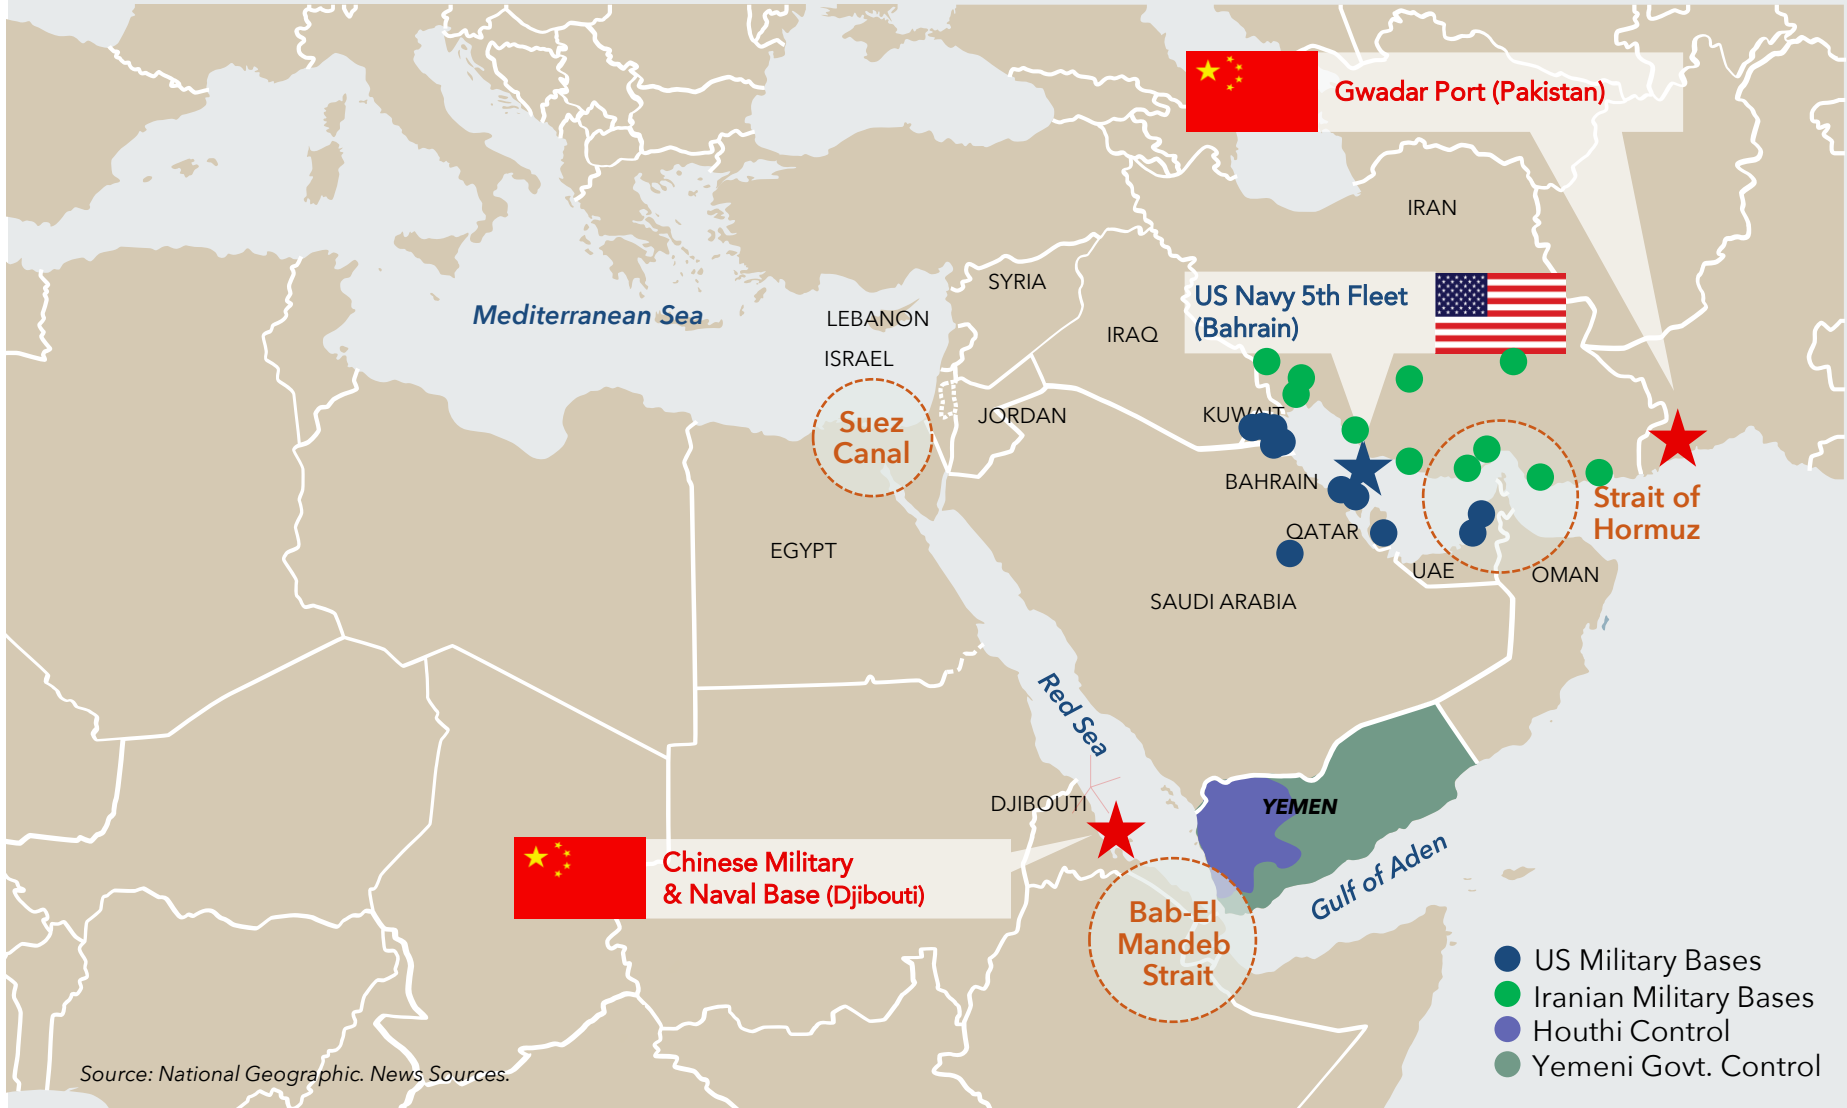 Gwadar Port (Pakistan)
IRAN
SYRIA
US Navy 5th Fleet
(Bahrain)
Mediterranean Sea
LEBANON
IRAQ
ISRAEL
Suez
Canal
JORDAN
KUWAIT
BAHRAIN
Strait of
Hormuz
QATAR
EGYPT
UAE
OMAN
SAUDI ARABIA
Red Sea
DJIBOUTI
YEMEN
Chinese Military
& Naval Base (Djibouti)
Gulf of Aden
Bab-El
Mandeb
Strait
US Military Bases
Iranian Military Bases
Houthi Control
Yemeni Govt. Control
Source: National Geographic. News Sources.